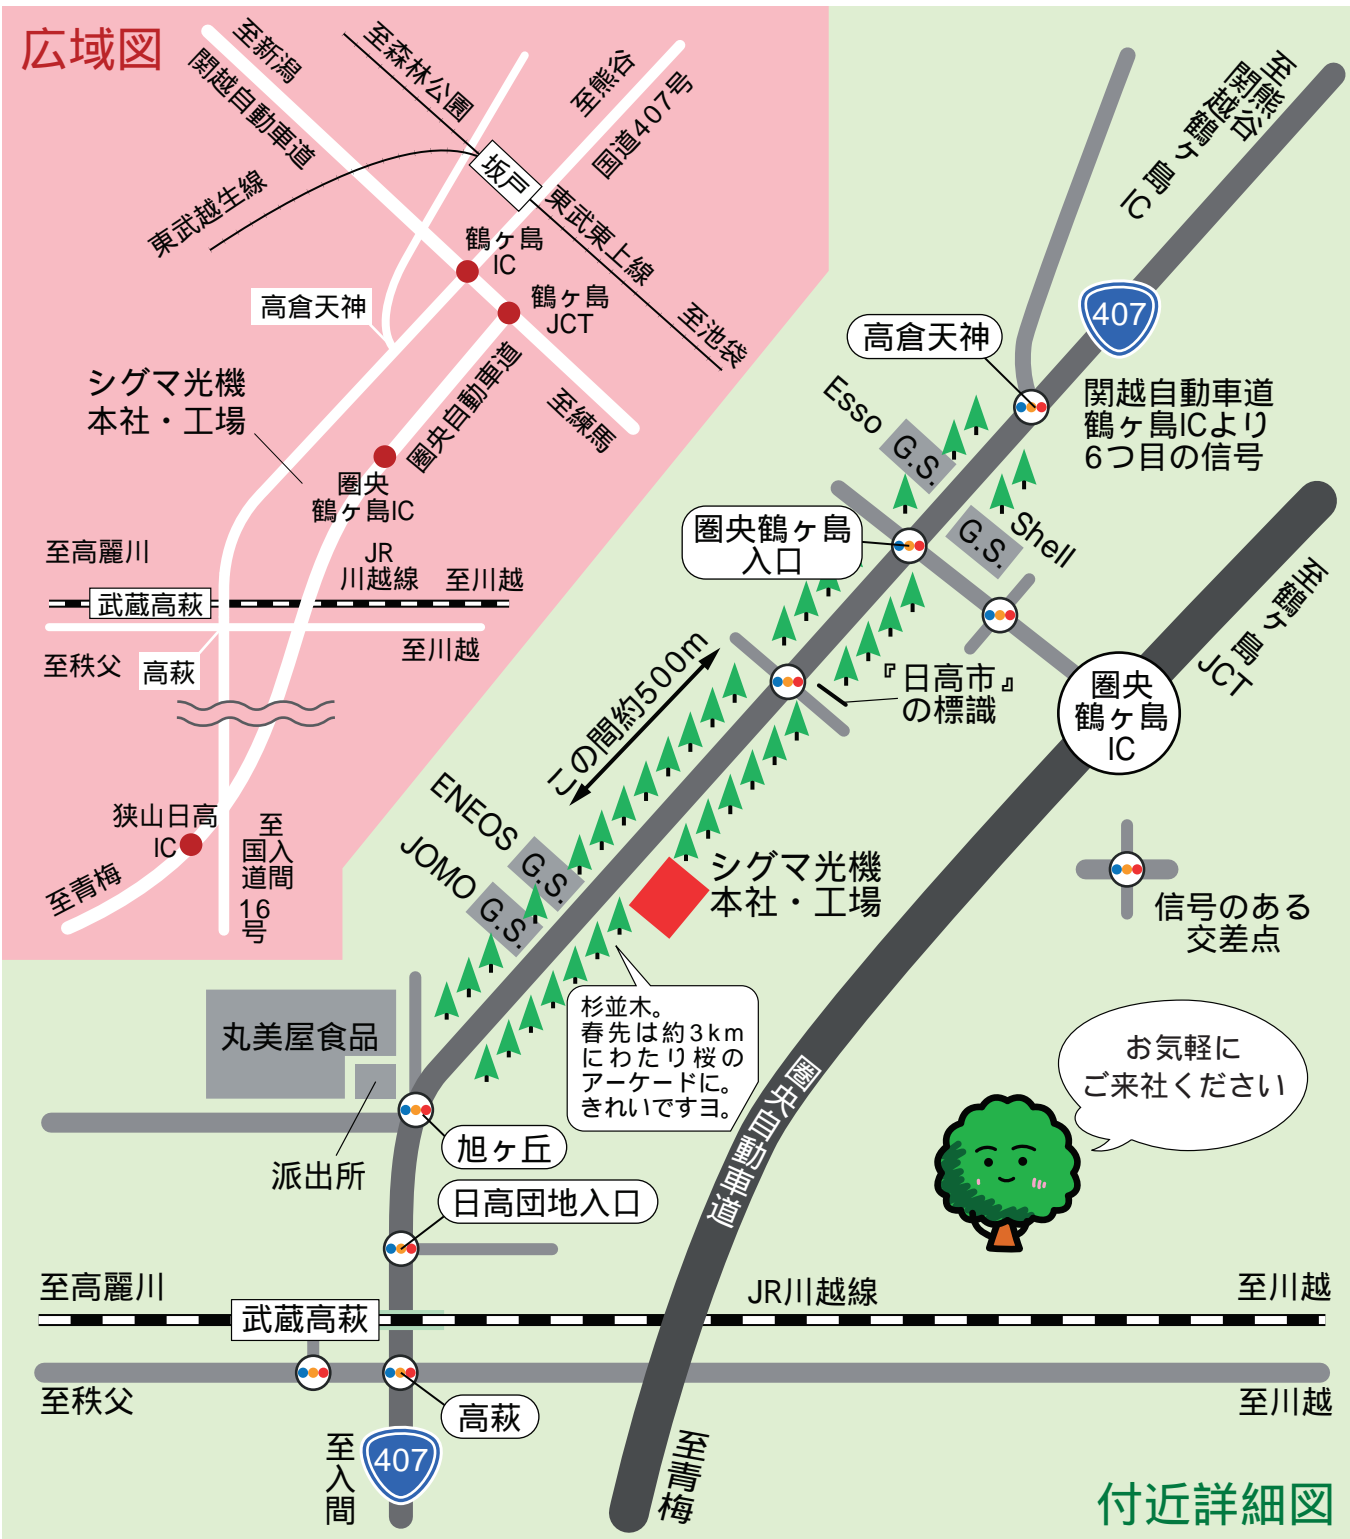 広域図
至新潟
関越自動車道
至森林公園
至熊谷
国道407号
東武越生線
坂戸
東武東上線
至池袋
鶴ヶ島
IC
鶴ヶ島
JCT
高倉天神
至練馬
圏央自動車道
シグマ光機
本社・工場
圏央
鶴ヶ島IC
至高麗川
JR
川越線
至川越
武蔵高萩
至秩父
高萩
至川越
狭山日高
IC
至青梅
至入間
国道16号
至熊谷
関越鶴ヶ島IC
407
高倉天神
関越自動車道
鶴ヶ島ICより
6つ目の信号
Esso
G.S.
G.S.
Shell
圏央鶴ヶ島
入口
至鶴ヶ島JCT
『日高市』
の標識
圏央
鶴ヶ島
IC
この間約500m
ENEOS
G.S.
JOMO
G.S.
シグマ光機
本社・工場
信号のある
交差点
杉並木。
春先は約3km
にわたり桜の
アーケードに。
きれいですヨ。
丸美屋食品
派出所
旭ヶ丘
日高団地入口
圏央自動車道
お気軽に
ご来社ください
至高麗川
武蔵高萩
JR川越線
至川越
至秩父
高萩
至川越
至入間
407
至青梅
付近詳細図